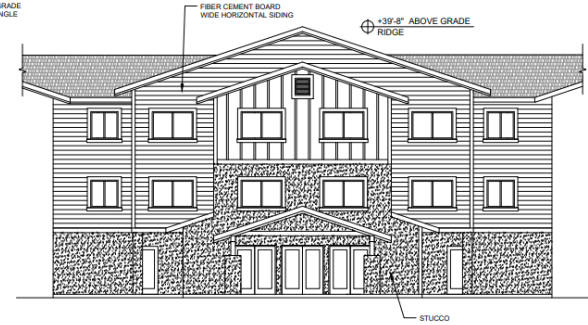 GRADE
NGLE
FIBER CEMENT BOARD
WIDE HORIZONTAL SIDING
+39'-8" ABOVE GRADE
RIDGE
STUCCO